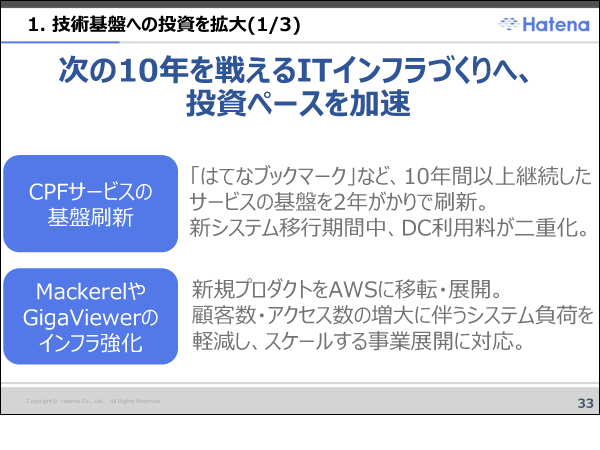 1. 技術基盤への投資を拡大(1/3)
Hatena
次の10年を戦えるITインフラづくりへ、
投資ペースを加速
CPFサービスの
基盤刷新
「はてなブックマーク」など、10年間以上継続した
サービスの基盤を2年がかりで刷新。
新システム移行期間中、DC利用料が二重化。
Mackerelや
GigaViewerの
インフラ強化
新規プロダクトをAWSに移転・展開。
顧客数・アクセス数の増大に伴うシステム負荷を
軽減し、スケールする事業展開に対応。
Copyright© Hatena Co., Ltd. All Rights Reserved.
33